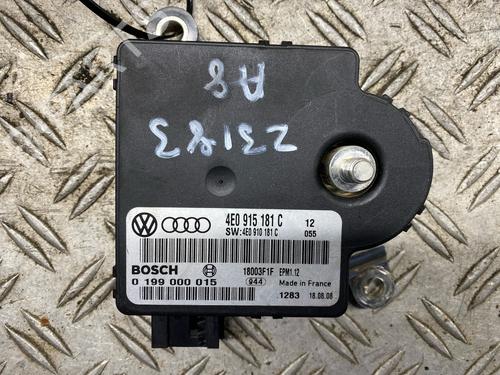 A8
23183
4E0 915 181 C
12
SW: 4E0 910 181 C
055
BOSCH
18003F1F EPM1.12
0 199 000 015
944
Made in France
1283 18.08.08